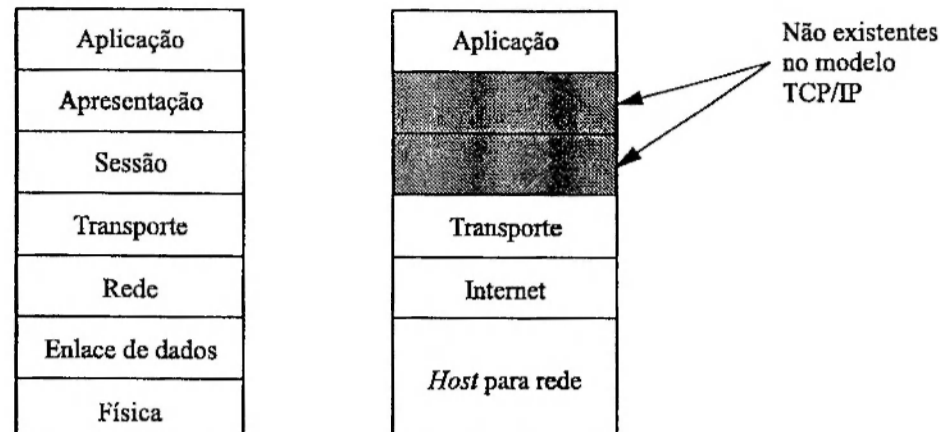 Aplicação
Apresentação
Sessão
Transporte
Rede
Enlace de dados
Física
Aplicação
Transporte
Internet
Host para rede
Não existentes
no modelo
TCP/IP